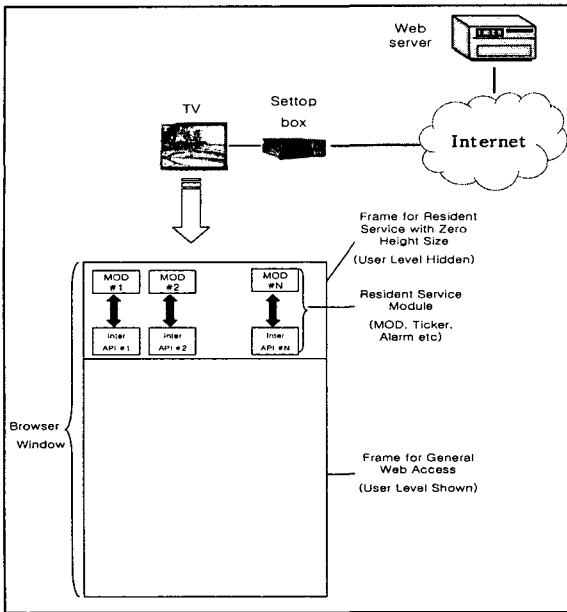 Web
server
TV
Settop
box
Internet
Frame for Resident
Service with Zero
Height Size
(User Level Hidden)
MOD
#1
MOD
#2
MOD
#N
Resident Service
Module
(MOD, Ticker,
Alarm etc)
Inter
API #1
Inter
API #2
Inter
API #N
Browser
Window
Frame for General
Web Access
(User Level Shown)